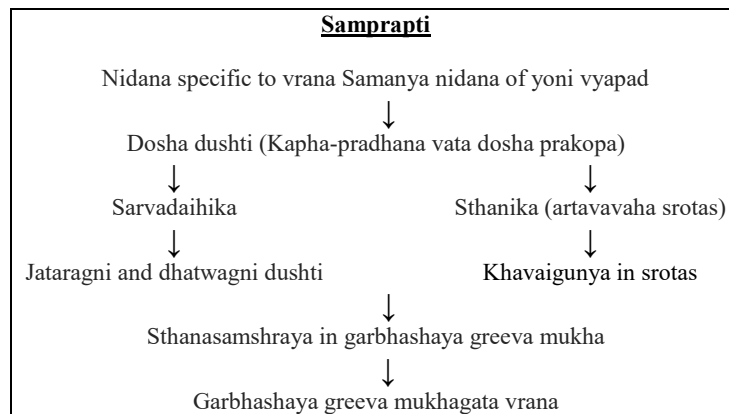 Samprapti
Nidana specific to vrana Samanya nidana of yoni vyapad
↓
Dosha dushti (Kapha-pradhana vata dosha prakopa)
↓ ↓
Sarvadaihika Sthanika (artavavaha srotas)
↓ ↓
Jataragni and dhatwagni dushti Khavaigunya in srotas
↓
Sthanasamshraya in garbhashaya greeva mukha
↓
Garbhashaya greeva mukhagata vrana